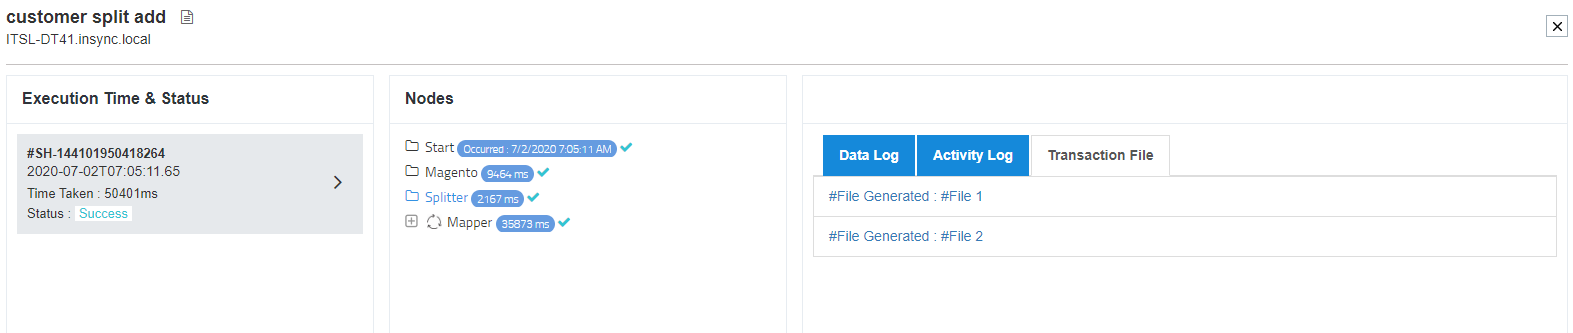 customer split add
ITSL-DT41.insync.local
Execution Time & Status
#SH-144101950418264
2020-07-02T07:05:11.65
Time Taken : 50401ms
Status : Success
Nodes
Start Occurred : 7/2/2020 7:05:11 AM
Magento 9464 ms
Splitter 2167 ms
Mapper 35873 ms
Data Log Activity Log Transaction File
#File Generated : #File 1
#File Generated : #File 2